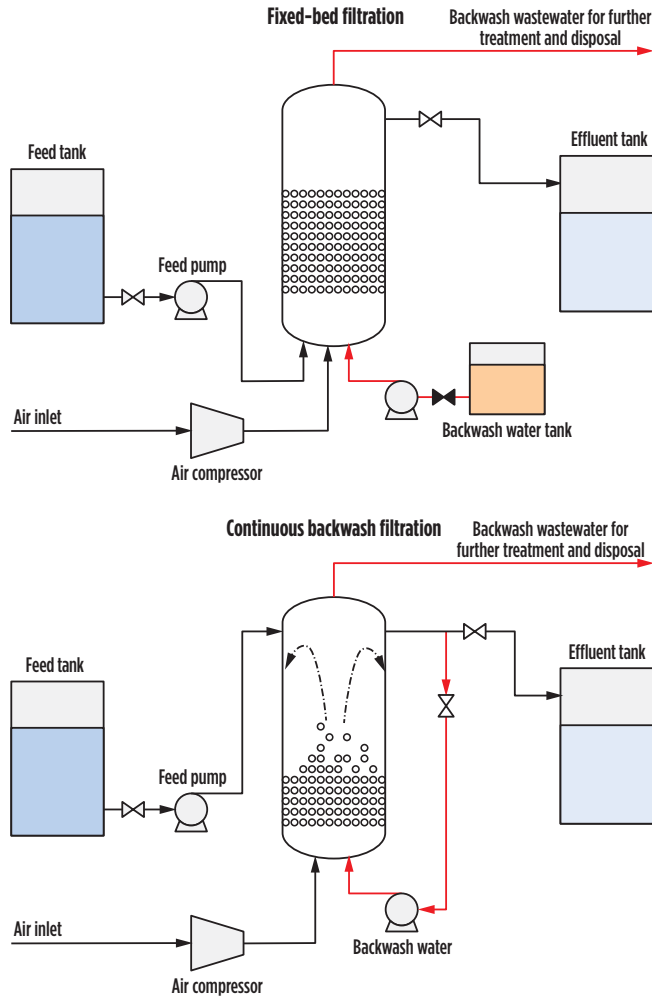 Fixed-bed filtration
Backwash wastewater for further
treatment and disposal
Feed tank
Effluent tank
Feed pump
Air inlet
Air compressor
Backwash water tank
Continuous backwash filtration
Backwash wastewater for
further treatment and disposal
Feed tank
Effluent tank
Feed pump
Air inlet
Air compressor
Backwash water